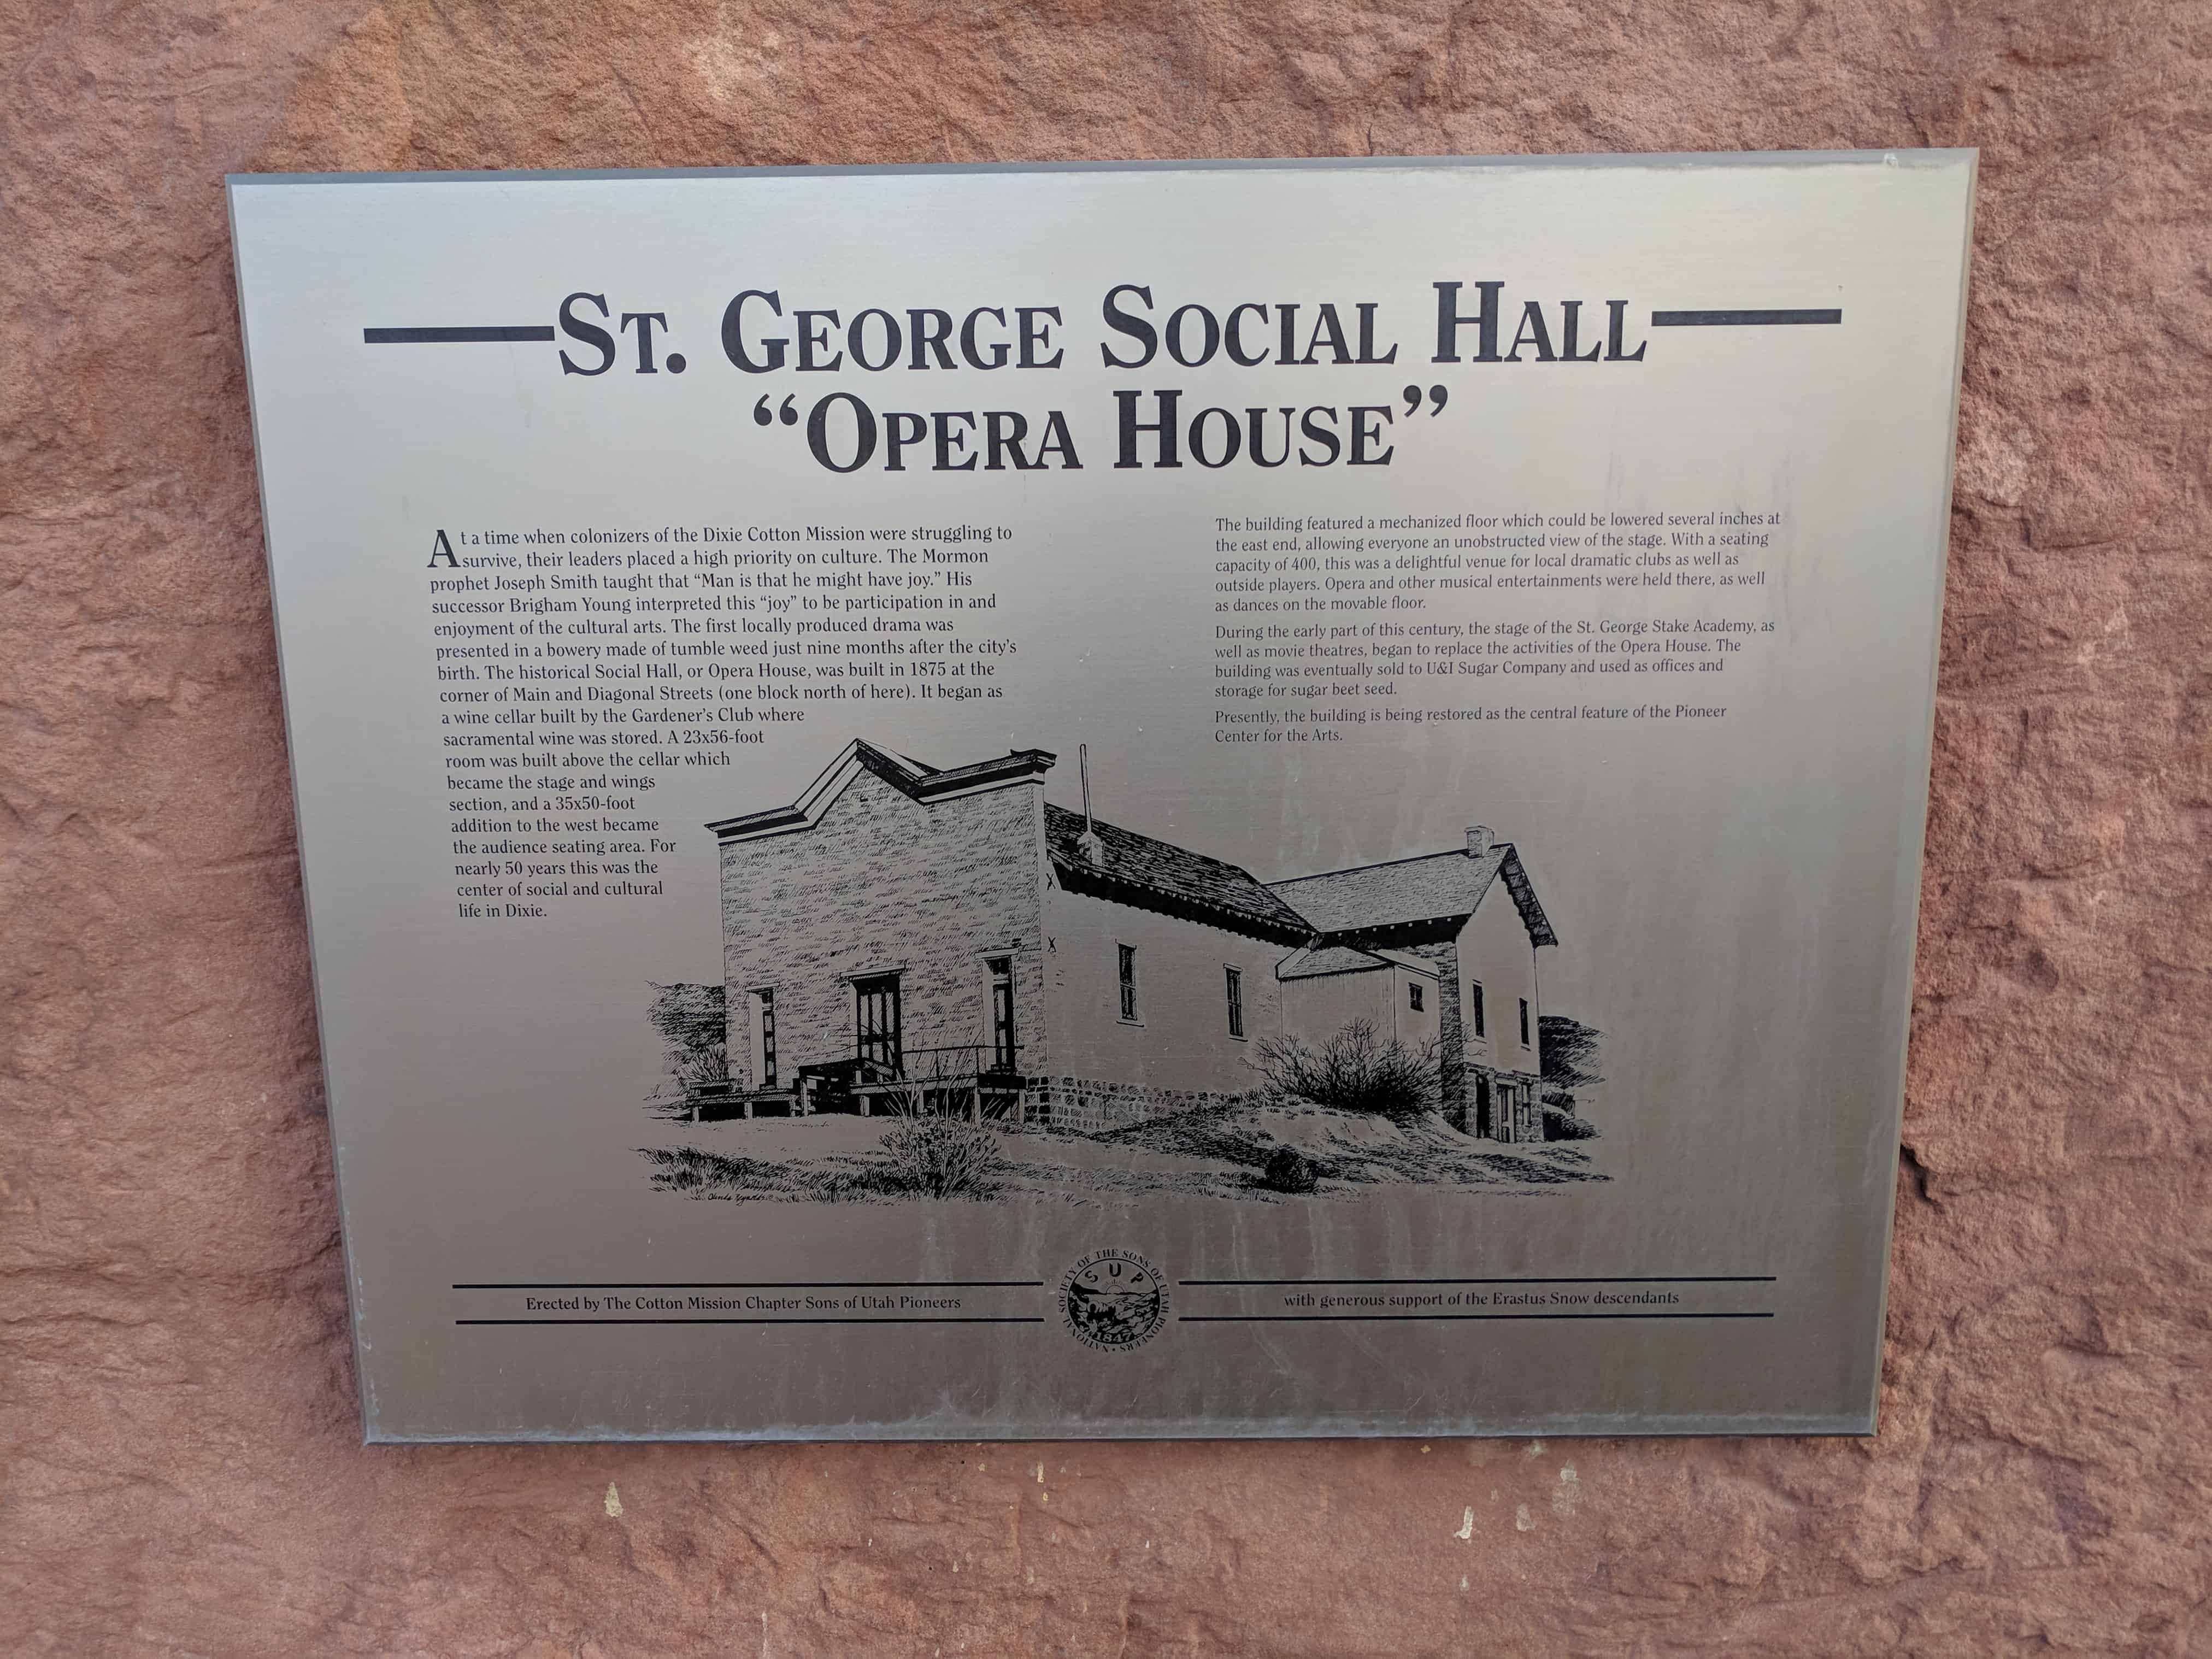 ST. GEORGE SOCIAL HALL
“OPERA HOUSE”
At a time when colonizers of the Dixie Cotton Mission were struggling to
survive, their leaders placed a high priority on culture. The Mormon
prophet Joseph Smith taught that “Man is that he might have joy.” His
successor Brigham Young interpreted this “joy” to be participation in and
enjoyment of the cultural arts. The first locally produced drama was
presented in a bowery made of tumble weed just nine months after the city’s
birth. The historical Social Hall, or Opera House, was built in 1875 at the
corner of Main and Diagonal Streets (one block north of here). It began as
a wine cellar built by the Gardener’s Club where
sacramental wine was stored. A 23x56-foot
room was built above the cellar which
became the stage and wings
section, and a 35x50-foot
addition to the west became
the audience seating area. For
nearly 50 years this was the
center of social and cultural
life in Dixie.
The building featured a mechanized floor which could be lowered several inches at
the east end, allowing everyone an unobstructed view of the stage. With a seating
capacity of 400, this was a delightful venue for local dramatic clubs as well as
outside players. Opera and other musical entertainments were held there, as well
as dances on the movable floor.
During the early part of this century, the stage of the St. George Stake Academy, as
well as movie theatres, began to replace the activities of the Opera House. The
building was eventually sold to U&I Sugar Company and used as offices and
storage for sugar beet seed.
Presently, the building is being restored as the central feature of the Pioneer
Center for the Arts.
Erected by The Cotton Mission Chapter Sons of Utah Pioneers
NATIONAL SOCIETY OF THE SONS OF UTAH PIONEERS
SUP
1847
with generous support of the Erastus Snow descendants